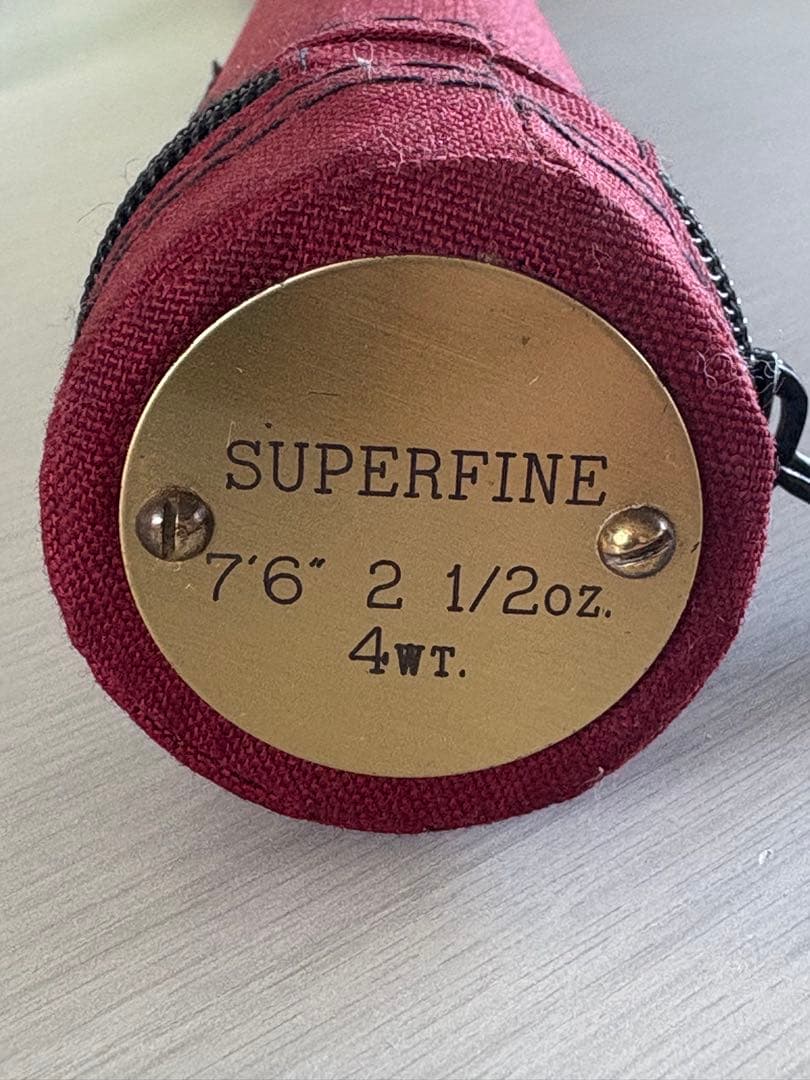 SUPERFINE
7'6" 2 1/2oz.
4WT.